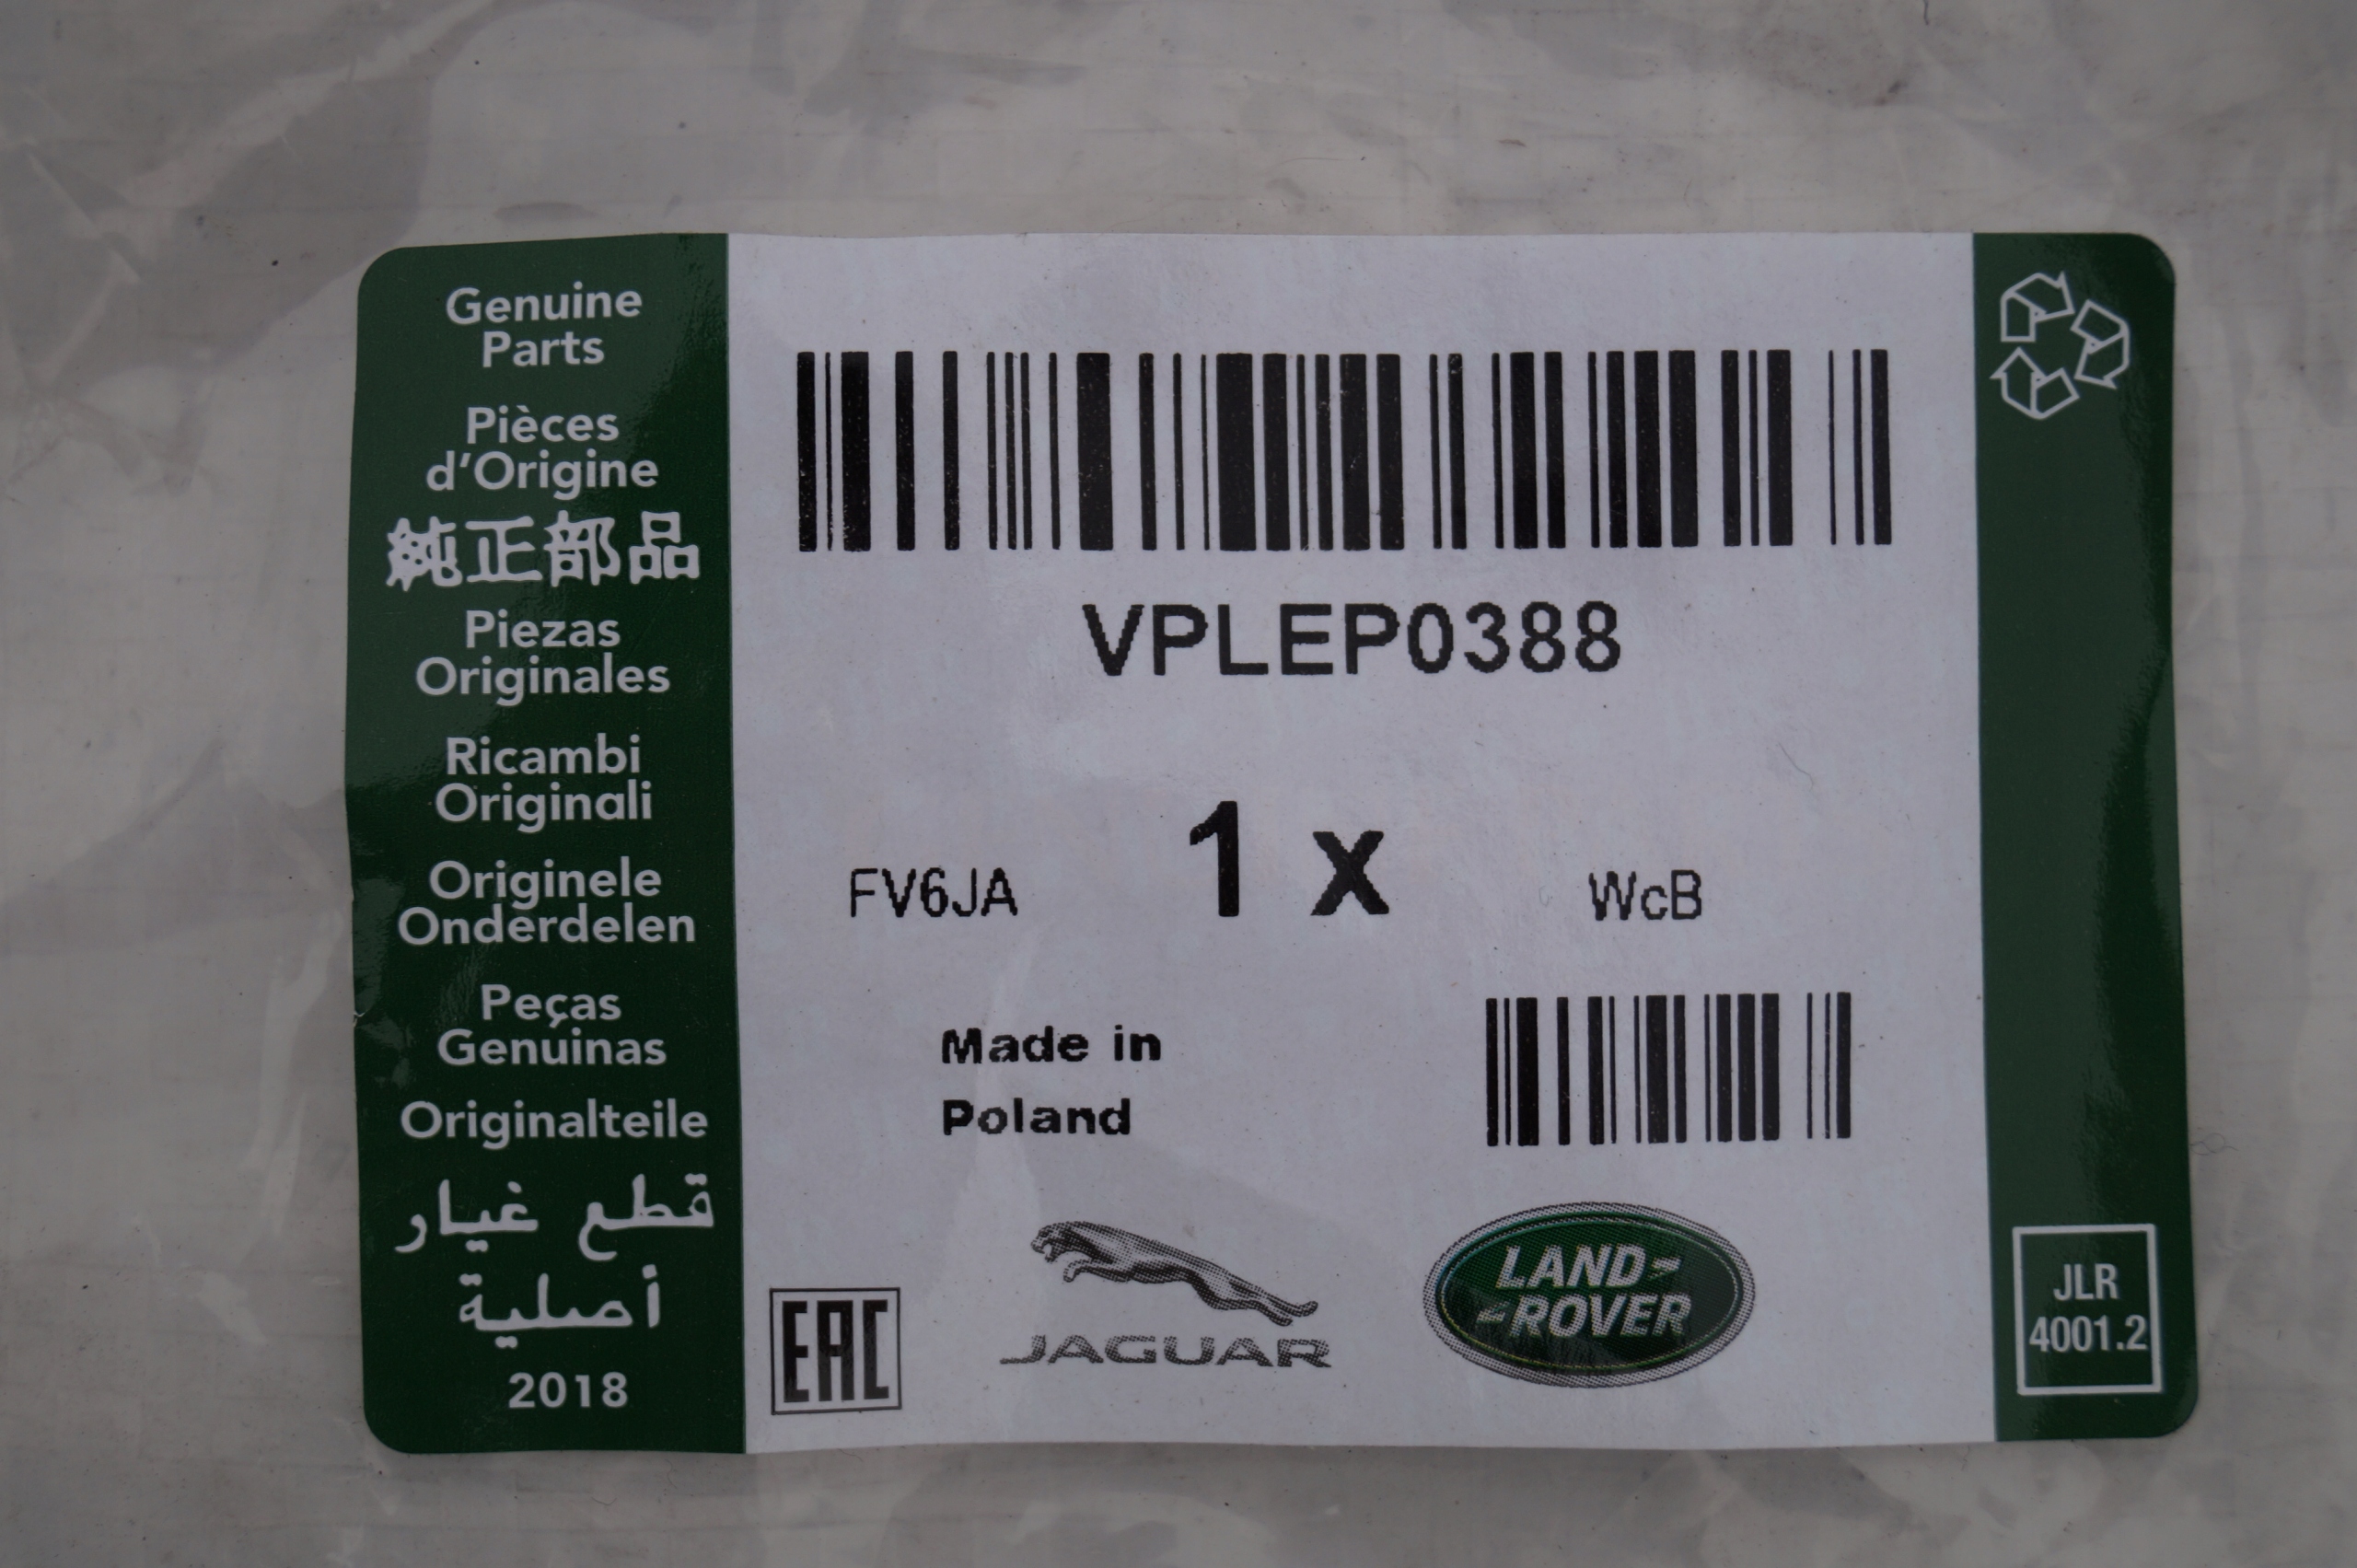 Genuine
Parts
Pièces
d'Origine
純正部品
Piezas
Originales
Ricambi
Originali
Originele
Onderdelen
Peças
Genuínas
Originalteile
قطع غيار
أصلية
2018
VPLEP0388
FV6JA
1 x
WcB
Made in
Poland
EAC
JAGUAR
LAND-
-ROVER
JLR
4001.2